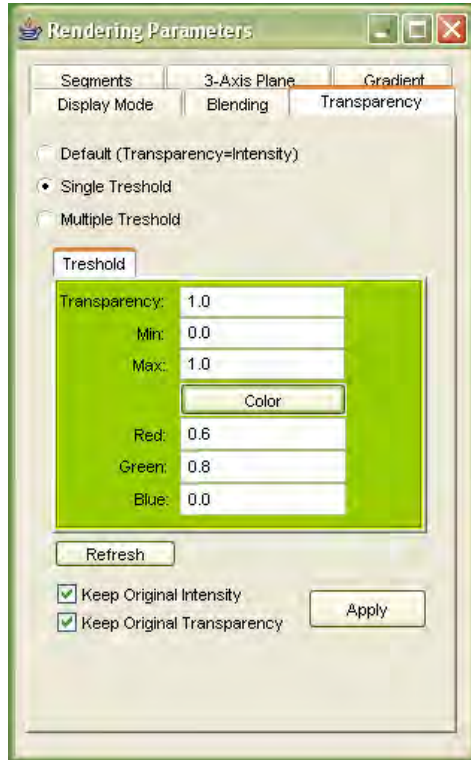 Rendering Parameters
Segments 3-Axis Plane Gradient
Display Mode Blending Transparency
Default (Transparency=Intensity)
Single Treshold
Multiple Treshold
Treshold
Transparency: 1.0
Min: 0.0
Max: 1.0
Color
Red: 0.6
Green: 0.8
Blue: 0.0
Refresh
Keep Original Intensity
Keep Original Transparency
Apply